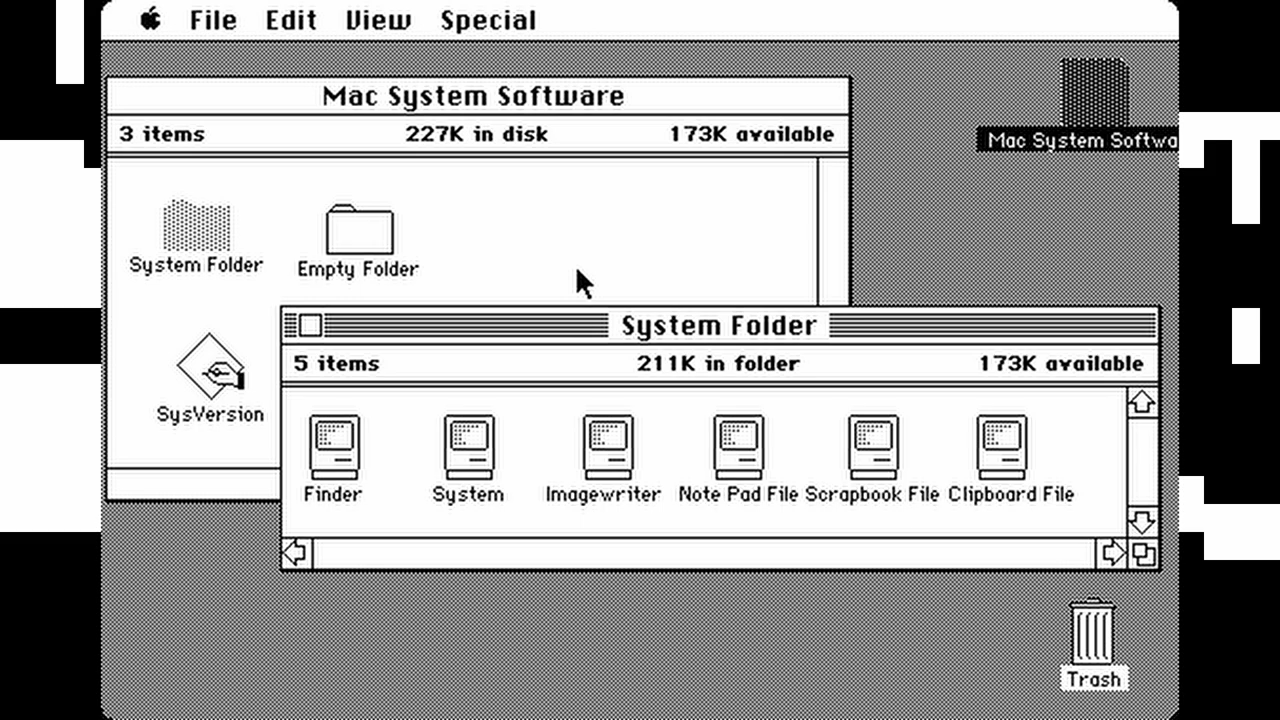 File Edit View Special
Mac System Software
3 items 227K in disk 173K available
Mac System Softwa
System Folder
Empty Folder
SysVersion
System Folder
5 items 211K in folder 173K available
Finder System Imagewriter Note Pad File Scrapbook File Clipboard File
Trash